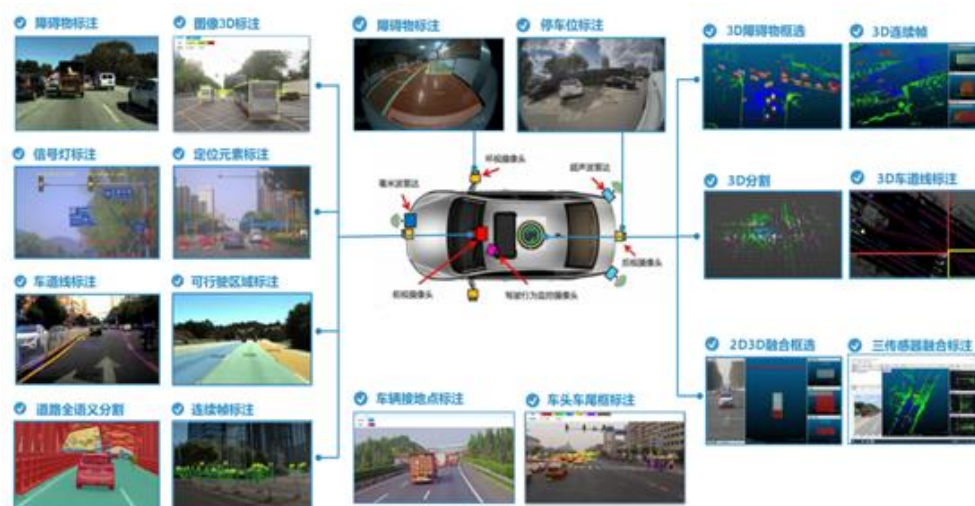 障碍物标注
图像3D标注
障碍物标注
停车位标注
3D障碍物框选
3D连续帧
信号灯标注
定位元素标注
环视摄像头
超声波雷达
毫米波雷达
3D分割
3D车道线标注
后视摄像头
前视摄像头
驾驶行为监控摄像头
车道线标注
可行驶区域标注
2D3D融合框选
三传感器融合标注
道路全语义分割
连续帧标注
车辆接地点标注
车头车尾框标注